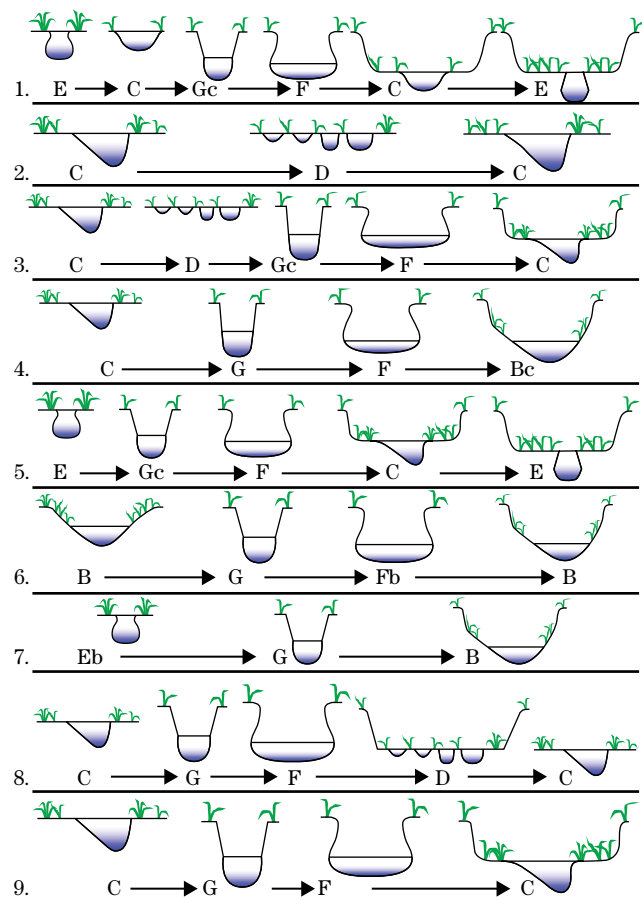 1. E C Gc F C E
2. C D C
3. C D Gc F C
4. C G F Bc
5. E Gc F C E
6. B G Fb B
7. Eb G B
8. C G F D C
9. C G F C